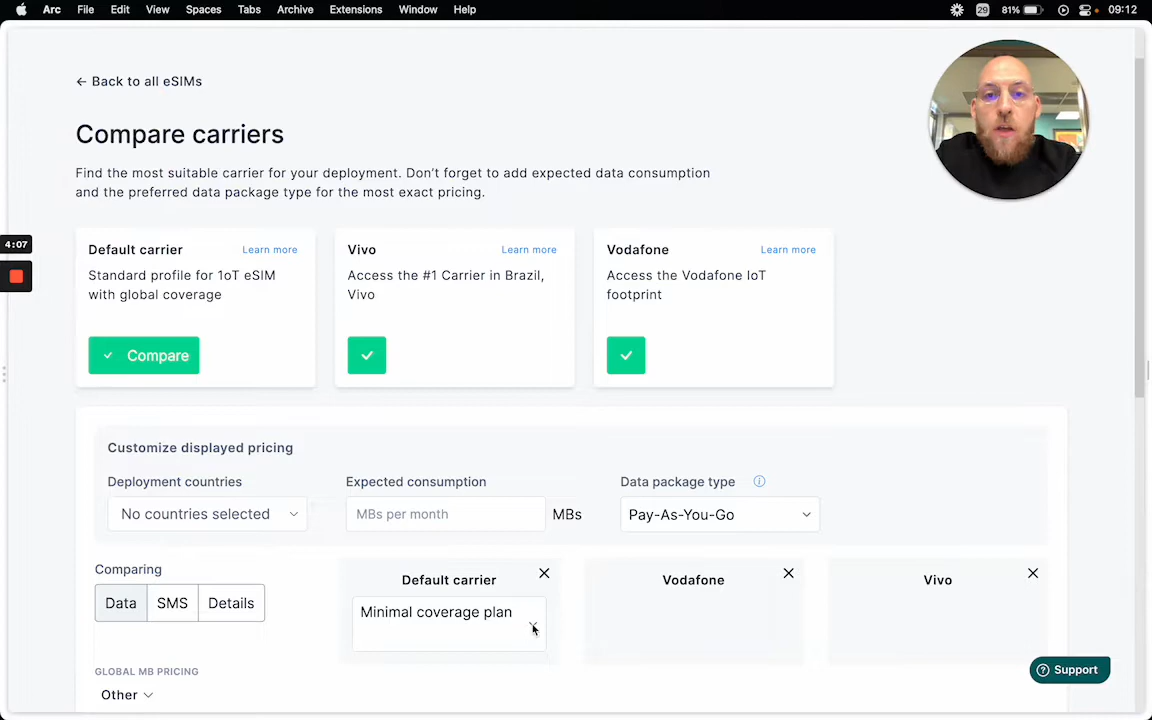 Arc File Edit View Spaces Tabs Archive Extensions Window Help 29 81% 09:12
← Back to all eSIMs
Compare carriers
Find the most suitable carrier for your deployment. Don't forget to add expected data consumption
and the preferred data package type for the most exact pricing.
4:07
Default carrier Learn more
Standard profile for 1oT eSIM
with global coverage
Compare
Vivo Learn more
Access the #1 Carrier in Brazil,
Vivo
Vodafone Learn more
Access the Vodafone IoT
footprint
Customize displayed pricing
Deployment countries Expected consumption Data package type
No countries selected MBs per month MBs Pay-As-You-Go
Comparing
Data SMS Details
Default carrier Vodafone Vivo
Minimal coverage plan
GLOBAL MB PRICING
Other
Support